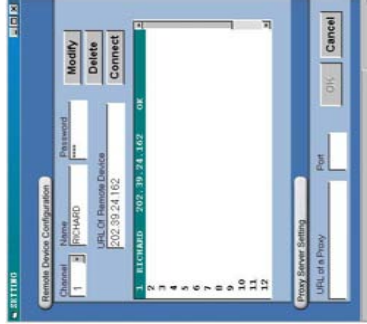 SETTING
Remote Device Configuration
Channel Name Password
1 RICHARD **** Modify
Delete
URL Of Remote Device
202.39.24.162 Connect
1 RICHARD 202.39.24.162 OK
2
3
4
5
6
7
8
9
10
11
12
Proxy Server Setting
URL of a Proxy Port
OK Cancel